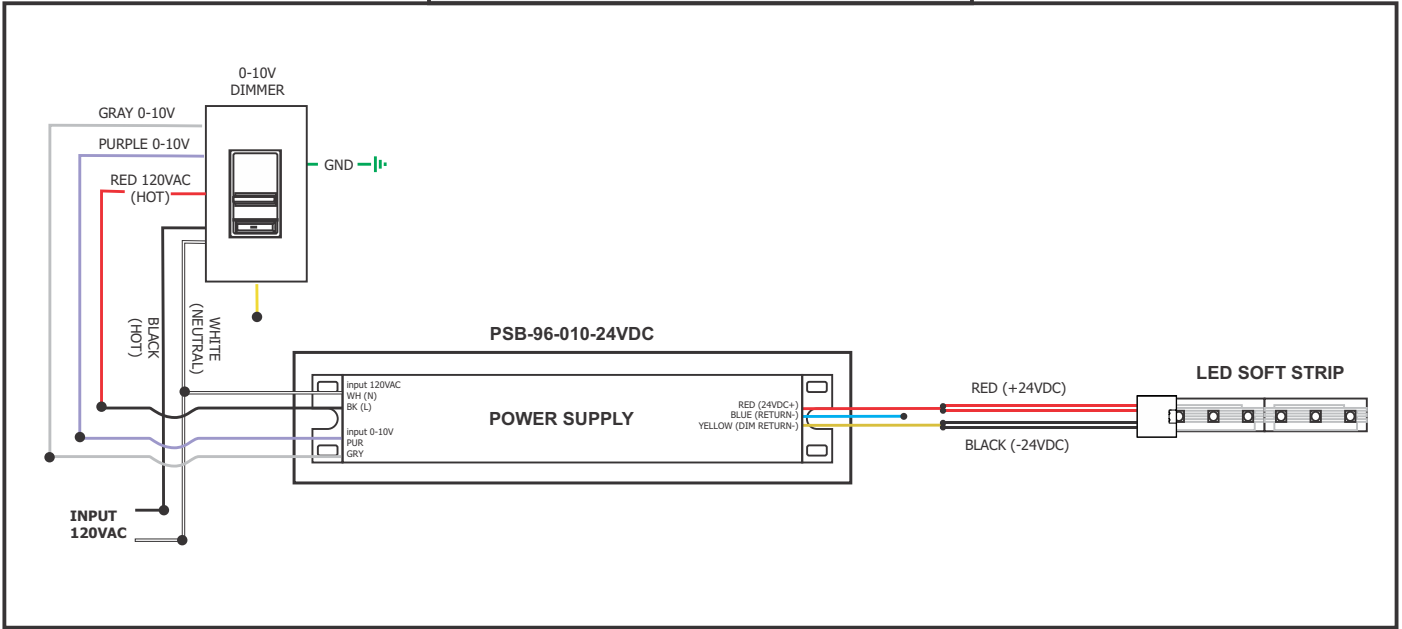 0-10V
DIMMER
GRAY 0-10V
PURPLE 0-10V
RED 120VAC
(HOT)
GND
BLACK
(HOT)
WHITE
(NEUTRAL)
PSB-96-010-24VDC
input 120VAC
WH (N)
BK (L)
input 0-10V
PUR
GRY
POWER SUPPLY
RED (24VDC+)
BLUE (RETURN-)
YELLOW (DIM RETURN-)
RED (+24VDC)
BLACK (-24VDC)
LED SOFT STRIP
INPUT
120VAC